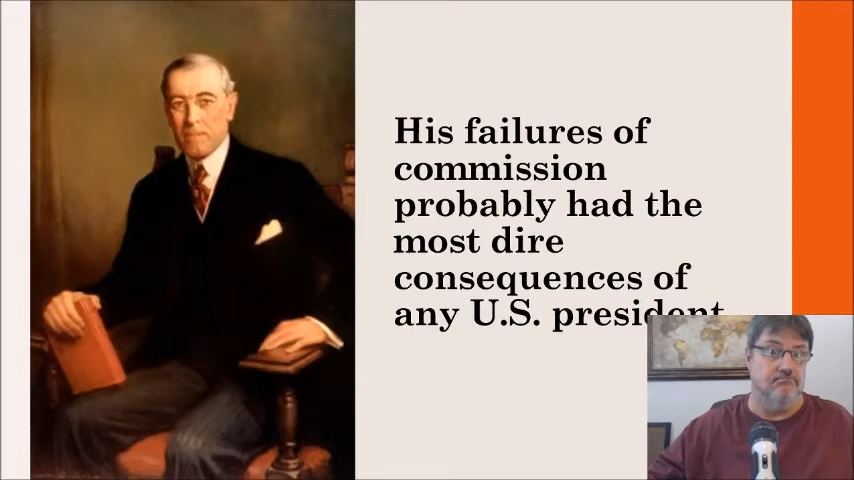 His failures of
commission
probably had the
most dire
consequences of
any U.S. president